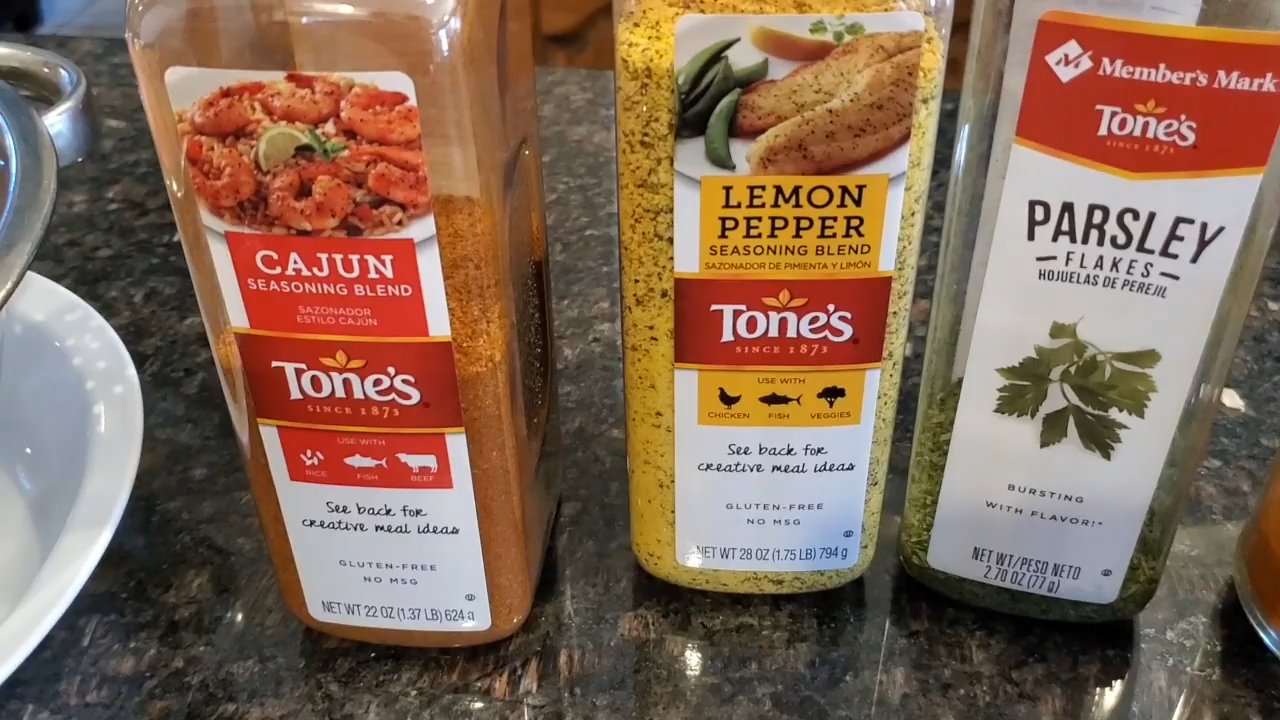 CAJUN
SEASONING BLEND
SAZONADOR
ESTILO CAJÚN
Tone's
SINCE 1873
USE WITH
RICE
FISH
BEEF
See back for
creative meal ideas
GLUTEN-FREE
NO MSG
NET WT 22 OZ (1.37 LB) 624 g
LEMON
PEPPER
SEASONING BLEND
SAZONADOR DE PIMIENTA Y LIMÓN
Tone's
SINCE 1873
USE WITH
CHICKEN
FISH
VEGGIES
See back for
creative meal ideas
GLUTEN-FREE
NO MSG
NET WT 28 OZ (1.75 LB) 794 g
Member's Mark
Tone's
SINCE 1873
PARSLEY
FLAKES
HOJUELAS DE PEREJIL
BURSTING
WITH FLAVOR!*
NET WT/PESO NETO
2.70 OZ (77 g)